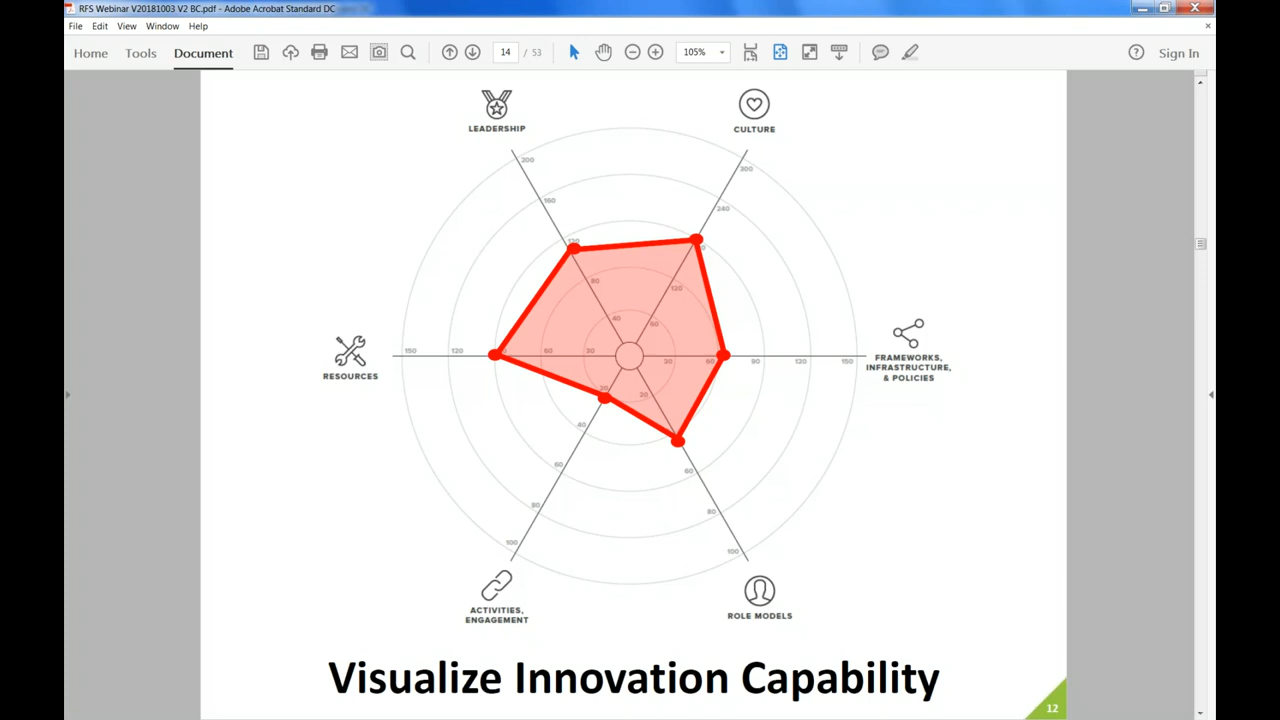 RFS Webinar V20181003 V2 BC.pdf - Adobe Acrobat Standard DC
File Edit View Window Help
Home Tools Document 14 / 53 105% Sign In
LEADERSHIP
CULTURE
200
300
160
240
120
80
120
40
60
RESOURCES
150 120 60 30 30 60 90 120 150
FRAMEWORKS,
INFRASTRUCTURE,
& POLICIES
20
20
40
60
60
80
80
100
100
ACTIVITIES,
ENGAGEMENT
ROLE MODELS
Visualize Innovation Capability
12